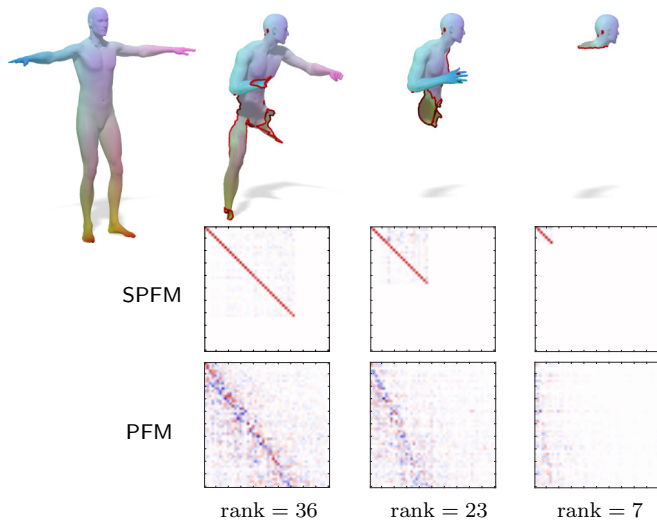 SPFM
PFM
rank = 36 rank = 23 rank = 7